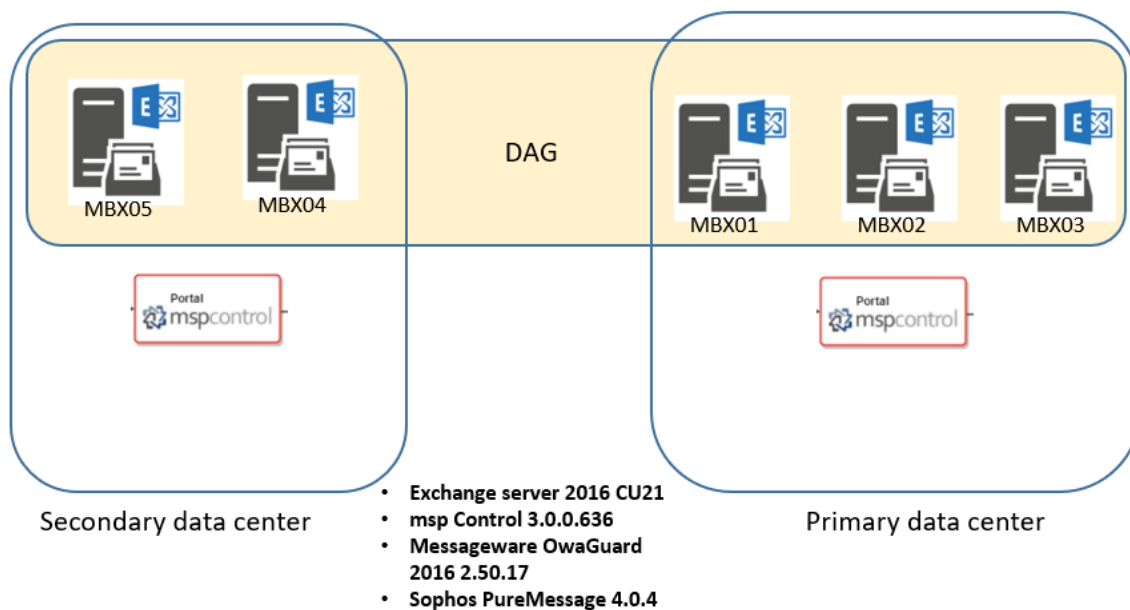 DAG
MBX05
MBX04
MBX01
MBX02
MBX03
Portal
mspcontrol
Portal
mspcontrol
Secondary data center
• Exchange server 2016 CU21
• msp Control 3.0.0.636
• Messageware OwaGuard
2016 2.50.17
• Sophos PureMessage 4.0.4
Primary data center